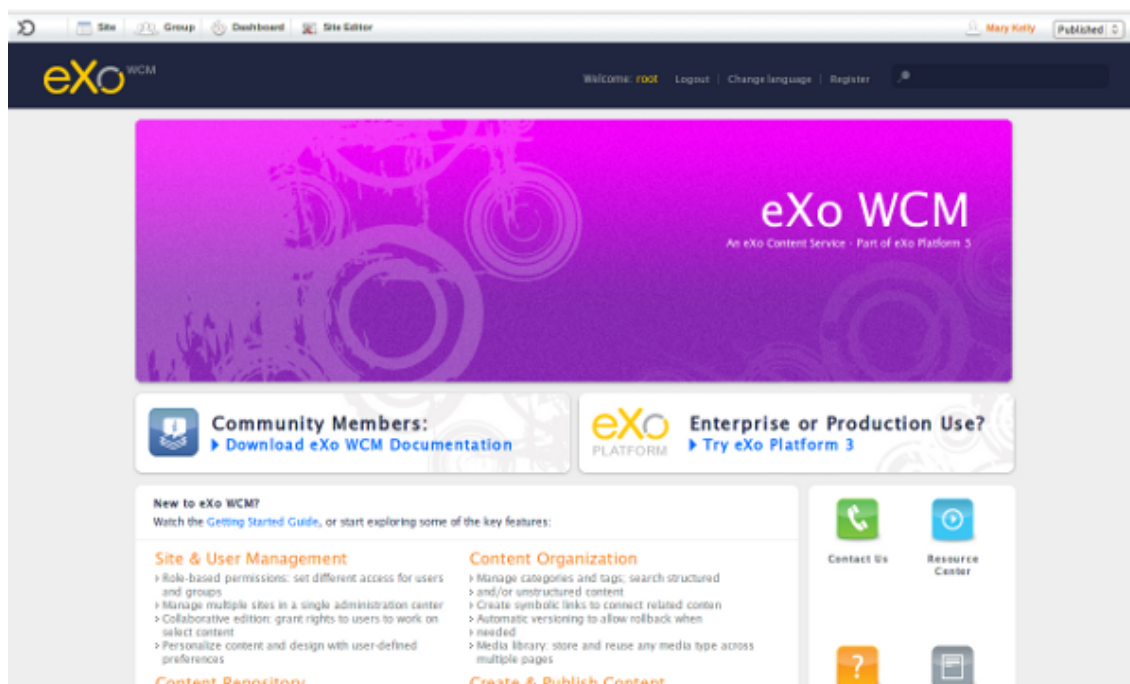 Site Group Dashboard Site Editor Mary Kelly Published
eXo WCM
Welcome: root Logout | Change language | Register
eXo WCM
An eXo Content Service - Part of eXo Platform 3
Community Members:
Download eXo WCM Documentation
eXo PLATFORM
Enterprise or Production Use?
Try eXo Platform 3
New to eXo WCM?
Watch the Getting Started Guide, or start exploring some of the key features:
Site & User Management
Role-based permissions: set different access for users
and groups
Manage multiple sites in a single administration center
Collaborative edition: grant rights to users to work on
select content
Personalize content and design with user-defined
preferences
Content Repository
Content Organization
Manage categories and tags; search structured
and/or unstructured content
Create symbolic links to connect related conten
Automatic versioning to allow rollback when
needed
Media library: store and reuse any media type across
multiple pages
Create & Publish Content
Contact Us
Resource
Center